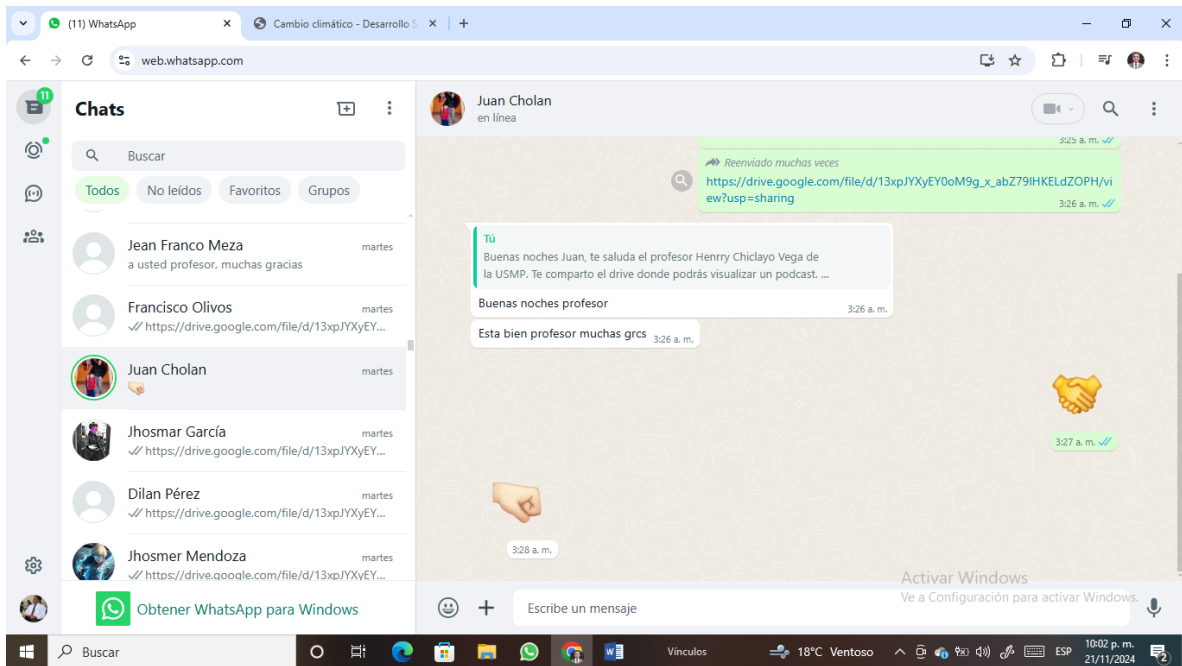 (11) WhatsApp
Cambio climático - Desarrollo S
web.whatsapp.com
11
Chats
Buscar
Todos
No leídos
Favoritos
Grupos
Jean Franco Meza
martes
a usted profesor, muchas gracias
Francisco Olivos
martes
https://drive.google.com/file/d/13xpJYXyEY...
Juan Cholan
martes
Jhosmar García
martes
https://drive.google.com/file/d/13xpJYXyEY...
Dilan Pérez
martes
https://drive.google.com/file/d/13xpJYXyEY...
Jhosmer Mendoza
martes
https://drive.google.com/file/d/13xpJYXyEY...
Obtener WhatsApp para Windows
Juan Cholan
en línea
3:25 a. m.
Reenviado muchas veces
https://drive.google.com/file/d/13xpJYXyEY0oM9g_x_abZ79IHKELdZOPH/vi
ew?usp=sharing
3:26 a. m.
Tú
Buenas noches Juan, te saluda el profesor Henrry Chiclayo Vega de
la USMP. Te comparto el drive donde podrás visualizar un podcast. ...
Buenas noches profesor
3:26 a. m.
Esta bien profesor muchas grcs
3:26 a. m.
3:27 a. m.
3:28 a. m.
Activar Windows
Ve a Configuración para activar Windows.
Escribe un mensaje
Buscar
Vínculos
18°C Ventoso
ESP
10:02 p. m.
21/11/2024
2